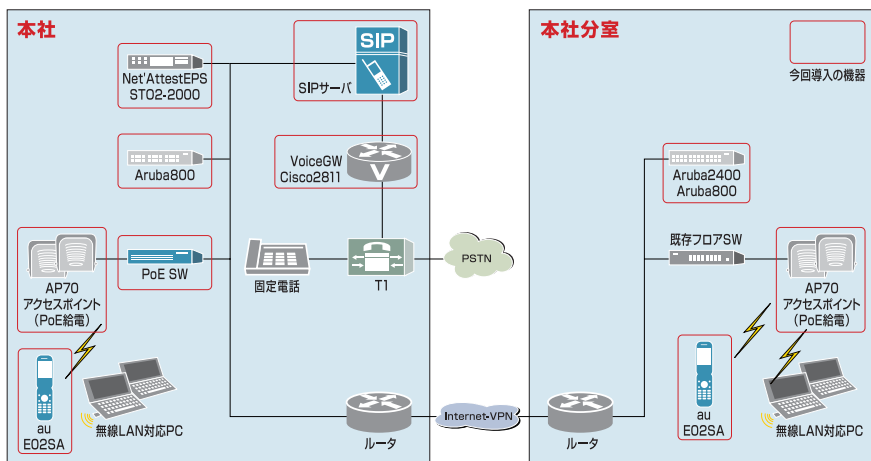 本社
Net'AttestEPS
STO2-2000
SIP
SIPサーバ
Aruba800
VoiceGW
Cisco2811
V
AP70
アクセスポイント
(PoE給電)
PoE SW
固定電話
T1
PSTN
au
E02SA
無線LAN対応PC
ルータ
Internet-VPN
本社分室
今回導入の機器
Aruba2400
Aruba800
既存フロアSW
AP70
アクセスポイント
(PoE給電)
au
E02SA
無線LAN対応PC
ルータ